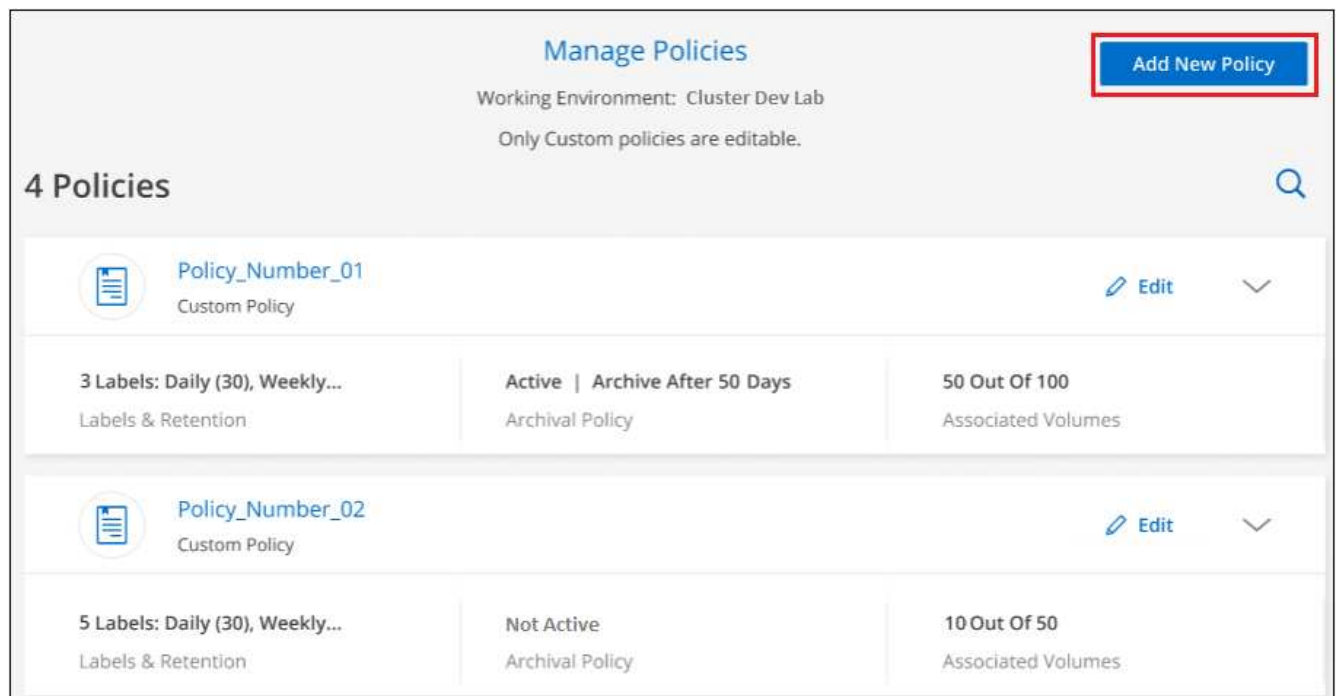 Manage Policies
Add New Policy
Working Environment: Cluster Dev Lab
Only Custom policies are editable.
4 Policies
Policy_Number_01
Custom Policy
Edit
3 Labels: Daily (30), Weekly...
Active | Archive After 50 Days
50 Out Of 100
Labels & Retention
Archival Policy
Associated Volumes
Policy_Number_02
Custom Policy
Edit
5 Labels: Daily (30), Weekly...
Not Active
10 Out Of 50
Labels & Retention
Archival Policy
Associated Volumes